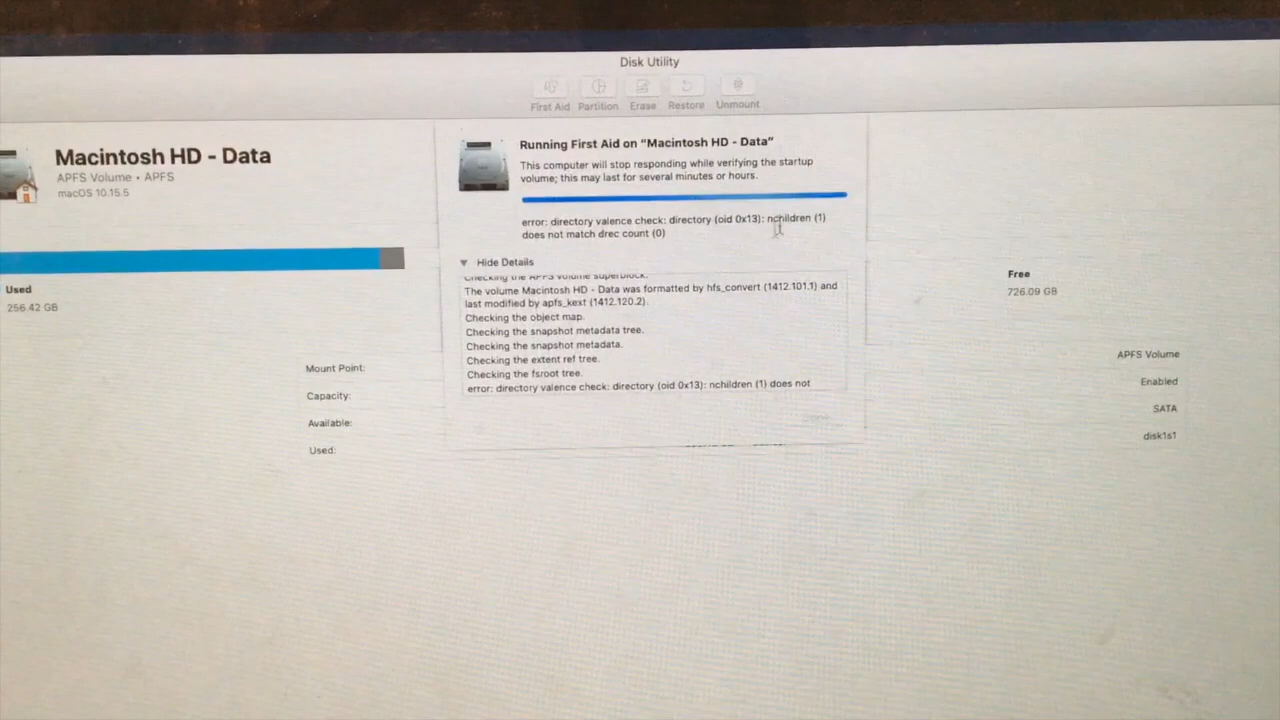 Disk Utility
First Aid
Partition
Erase
Restore
Unmount
Macintosh HD - Data
APFS Volume • APFS
macOS 10.15.5
Running First Aid on “Macintosh HD - Data”
This computer will stop responding while verifying the startup
volume; this may last for several minutes or hours.
error: directory valence check: directory (oid 0x13): nchildren (1)
does not match drec count (0)
Hide Details
Checking the APFS volume superblock.
The volume Macintosh HD - Data was formatted by hfs_convert (1412.101.1) and
last modified by apfs_kext (1412.120.2).
Checking the object map.
Checking the snapshot metadata tree.
Checking the snapshot metadata.
Checking the extent ref tree.
Checking the fsroot tree.
error: directory valence check: directory (oid 0x13): nchildren (1) does not
Used
256.42 GB
Free
726.09 GB
Mount Point:
Capacity:
Available:
Used:
APFS Volume
Enabled
SATA
disk1s1